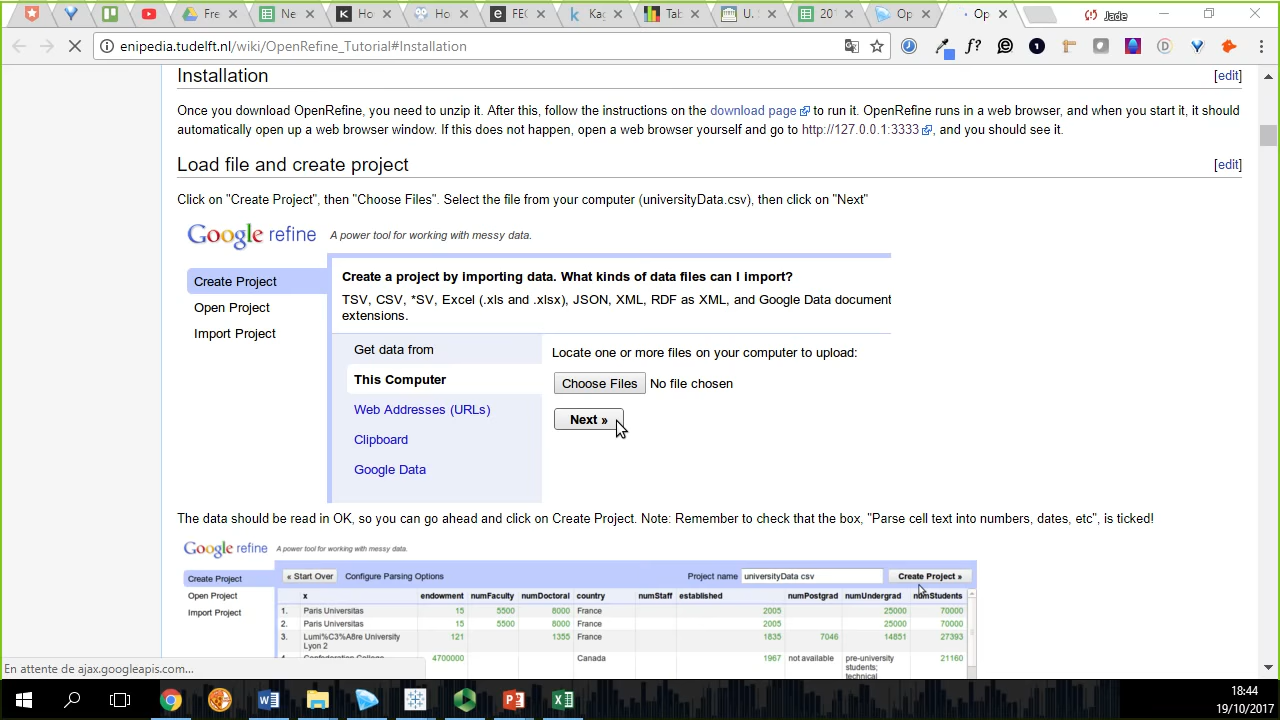 Fre
Ne
Ho
Ho
FEC
Kag
Tab
U.
201
Op
Op
Jade
enipedia.tudelft.nl/wiki/OpenRefine_Tutorial#Installation
Installation
[edit]
Once you download OpenRefine, you need to unzip it. After this, follow the instructions on the download page to run it. OpenRefine runs in a web browser, and when you start it, it should
automatically open up a web browser window. If this does not happen, open a web browser yourself and go to http://127.0.0.1:3333, and you should see it.
Load file and create project
[edit]
Click on "Create Project", then "Choose Files". Select the file from your computer (universityData.csv), then click on "Next"
Google refine A power tool for working with messy data.
Create Project
Open Project
Import Project
Create a project by importing data. What kinds of data files can I import?
TSV, CSV, *SV, Excel (.xls and .xlsx), JSON, XML, RDF as XML, and Google Data document
extensions.
Get data from
This Computer
Web Addresses (URLs)
Clipboard
Google Data
Locate one or more files on your computer to upload:
Choose Files No file chosen
Next »
The data should be read in OK, so you can go ahead and click on Create Project. Note: Remember to check that the box, "Parse cell text into numbers, dates, etc", is ticked!
Google refine A power tool for working with messy data.
Create Project
Open Project
Import Project
« Start Over Configure Parsing Options Project name universityData csv Create Project »
x endowment numFaculty numDoctoral country numStaff established numPostgrad numUndergrad numStudents
1. Paris Universitas 15 5500 8000 France 2005 25000 70000
2. Paris Universitas 15 5500 8000 France 2005 25000 70000
3. Lumi%C3%A8re University 121 1355 France 1835 7046 14851 27393
Lyon 2
4. Confederation College 4700000 Canada 1967 not available pre-university 21160
students;
technical
En attente de ajax.googleapis.com...
18:44
19/10/2017